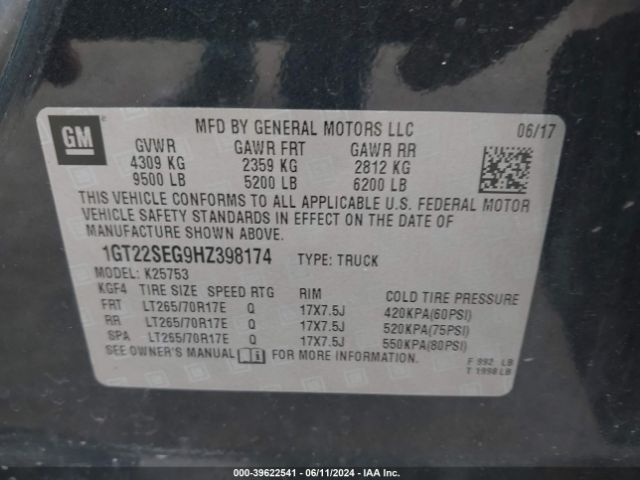 GM
MFD BY GENERAL MOTORS LLC 06/17
GVWR GAWR FRT GAWR RR
4309 KG 2359 KG 2812 KG
9500 LB 5200 LB 6200 LB
THIS VEHICLE CONFORMS TO ALL APPLICABLE U.S. FEDERAL MOTOR
VEHICLE SAFETY STANDARDS IN EFFECT ON THE DATE OF
MANUFACTURE SHOWN ABOVE.
1GT22SEG9HZ398174 TYPE: TRUCK
MODEL: K25753
KGF4 TIRE SIZE SPEED RTG RIM COLD TIRE PRESSURE
FRT LT265/70R17E Q 17X7.5J 420KPA(60PSI)
RR LT265/70R17E Q 17X7.5J 520KPA(75PSI)
SPA LT265/70R17E Q 17X7.5J 550KPA(80PSI)
SEE OWNER'S MANUAL FOR MORE INFORMATION.
F 992 LB
T 1998 LB
000-39622541 - 06/11/2024 - IAA Inc.